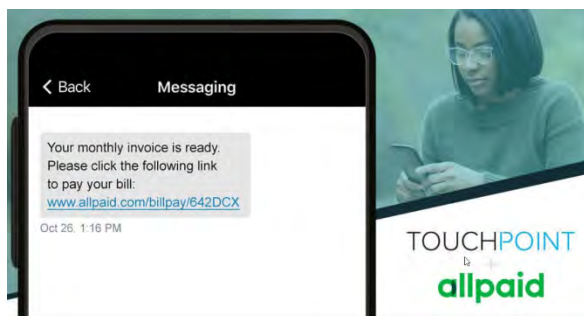 Back
Messaging
Your monthly invoice is ready.
Please click the following link
to pay your bill:
www.allpaid.com/billpay/642DCX
Oct 26, 1:16 PM
TOUCHPOINT
allpaid